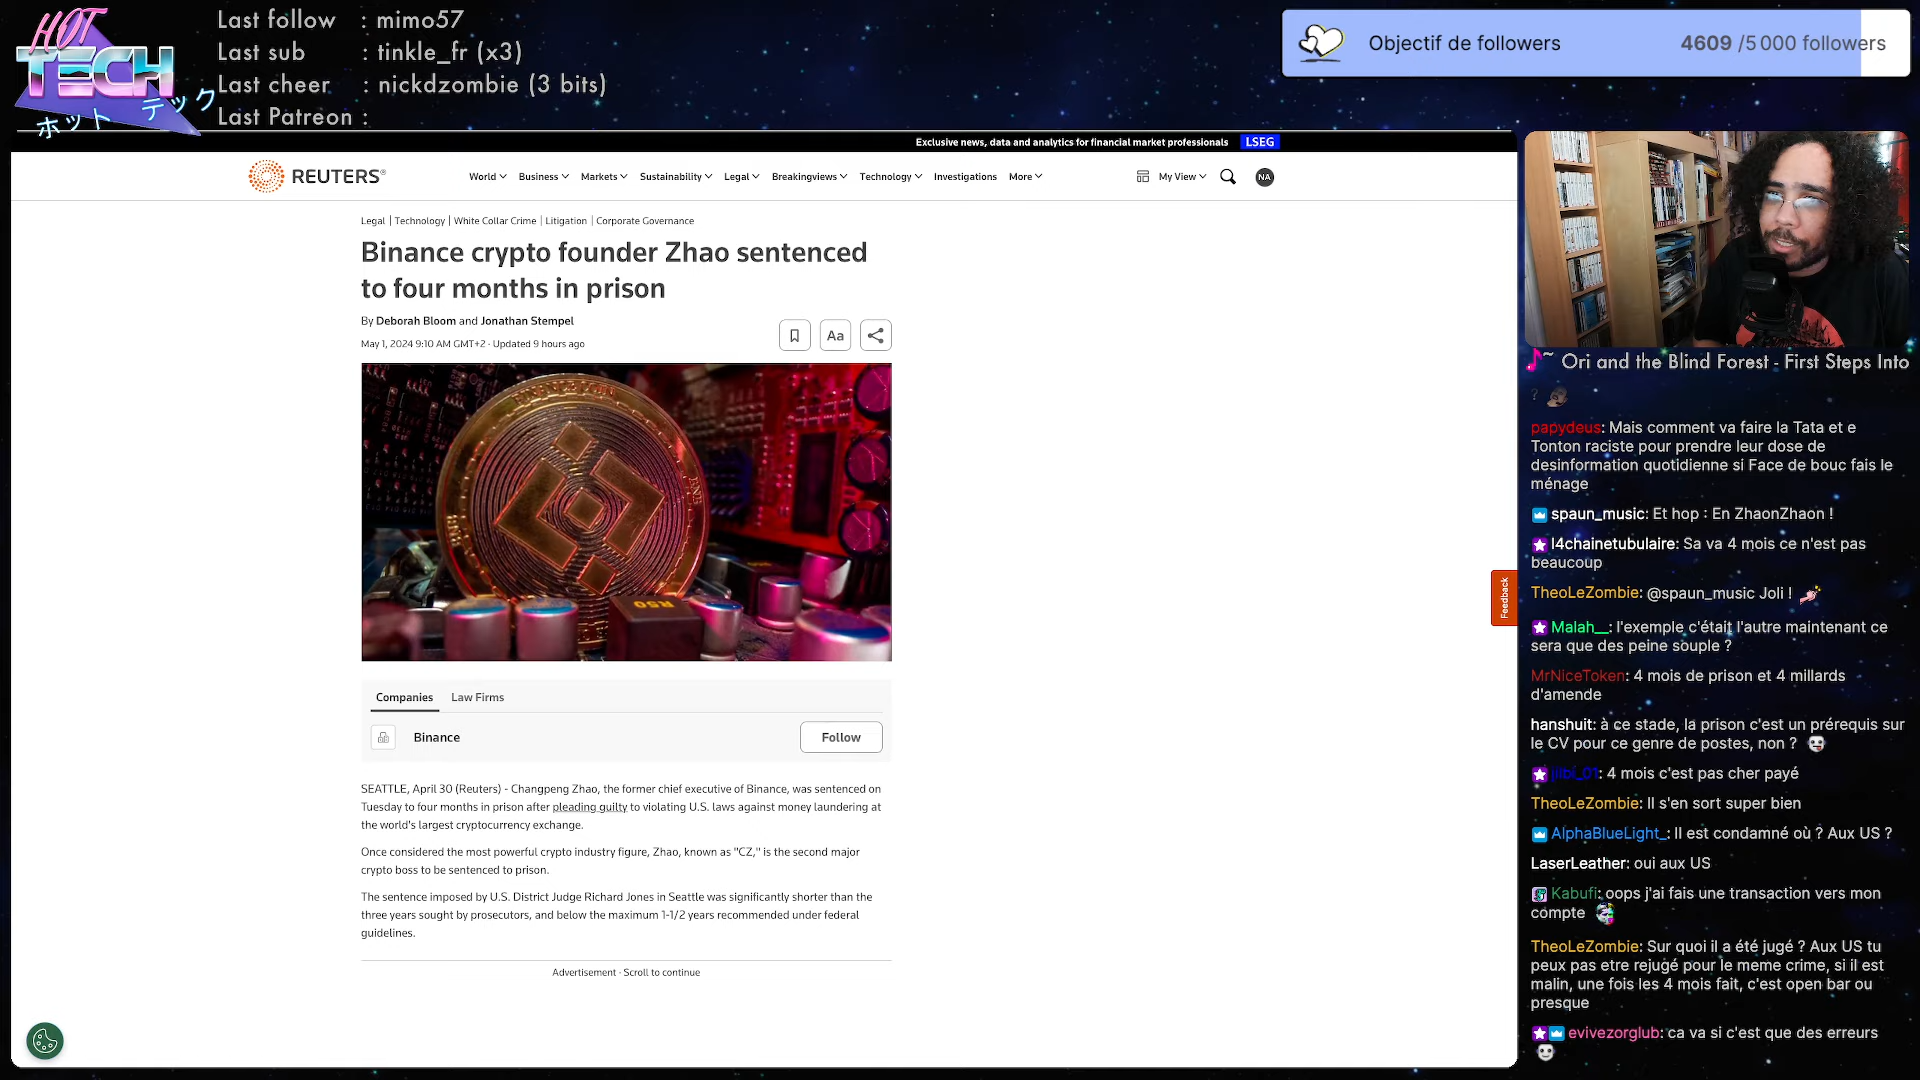 HOT
TECH
ホット テック
Last follow : mimo57
Last sub : tinkle_fr (x3)
Last cheer : nickdzombie (3 bits)
Last Patreon :
Objectif de followers 4609 /5 000 followers
Exclusive news, data and analytics for financial market professionals LSEG
REUTERS®
World Business Markets Sustainability Legal Breakingviews Technology Investigations More My View NA
Legal | Technology | White Collar Crime | Litigation | Corporate Governance
Binance crypto founder Zhao sentenced
to four months in prison
By Deborah Bloom and Jonathan Stempel
May 1, 2024 9:10 AM GMT+2 · Updated 9 hours ago
Aa
R50
Companies Law Firms
Binance Follow
SEATTLE, April 30 (Reuters) - Changpeng Zhao, the former chief executive of Binance, was sentenced on
Tuesday to four months in prison after pleading guilty to violating U.S. laws against money laundering at
the world's largest cryptocurrency exchange.
Once considered the most powerful crypto industry figure, Zhao, known as "CZ," is the second major
crypto boss to be sentenced to prison.
The sentence imposed by U.S. District Judge Richard Jones in Seattle was significantly shorter than the
three years sought by prosecutors, and below the maximum 1-1/2 years recommended under federal
guidelines.
Advertisement · Scroll to continue
Feedback
Ori and the Blind Forest - First Steps Into
?
papydeus: Mais comment va faire la Tata et e
Tonton raciste pour prendre leur dose de
desinformation quotidienne si Face de bouc fais le
ménage
spaun_music: Et hop : En ZhaonZhaon !
l4chainetubulaire: Sa va 4 mois ce n'est pas
beaucoup
TheoLeZombie: @spaun_music Joli !
Malah__: l'exemple c'était l'autre maintenant ce
sera que des peine souple ?
MrNiceToken: 4 mois de prison et 4 millards
d'amende
hanshuit: à ce stade, la prison c'est un prérequis sur
le CV pour ce genre de postes, non ?
jilbi_01: 4 mois c'est pas cher payé
TheoLeZombie: Il s'en sort super bien
AlphaBlueLight_: Il est condamné où ? Aux US ?
LaserLeather: oui aux US
Kabufi: oops j'ai fais une transaction vers mon
compte
TheoLeZombie: Sur quoi il a été jugé ? Aux US tu
peux pas etre rejugé pour le meme crime, si il est
malin, une fois les 4 mois fait, c'est open bar ou
presque
evivezorglub: ca va si c'est que des erreurs